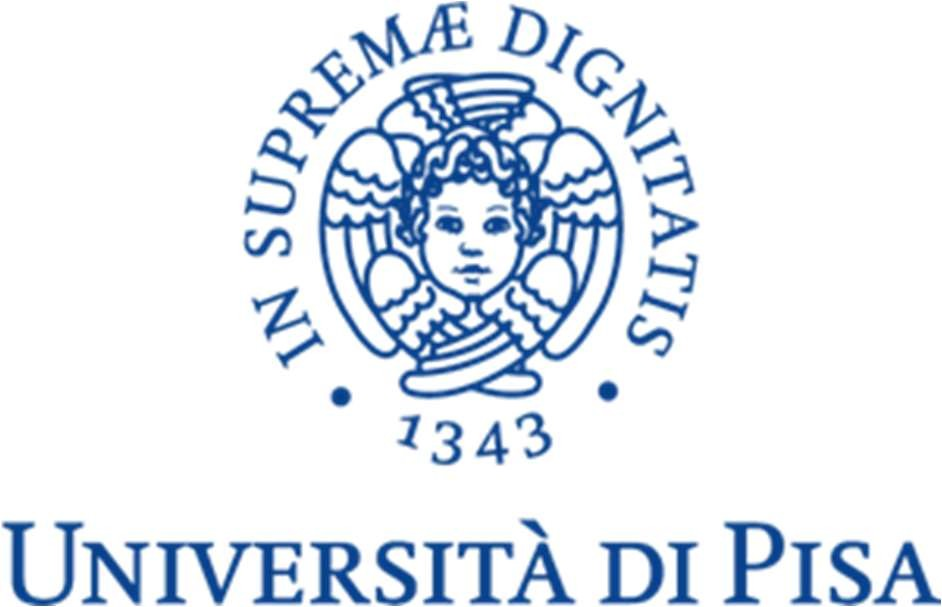 IN SUPREMÆ DIGNITATIS
1343
UNIVERSITÀ DI PISA